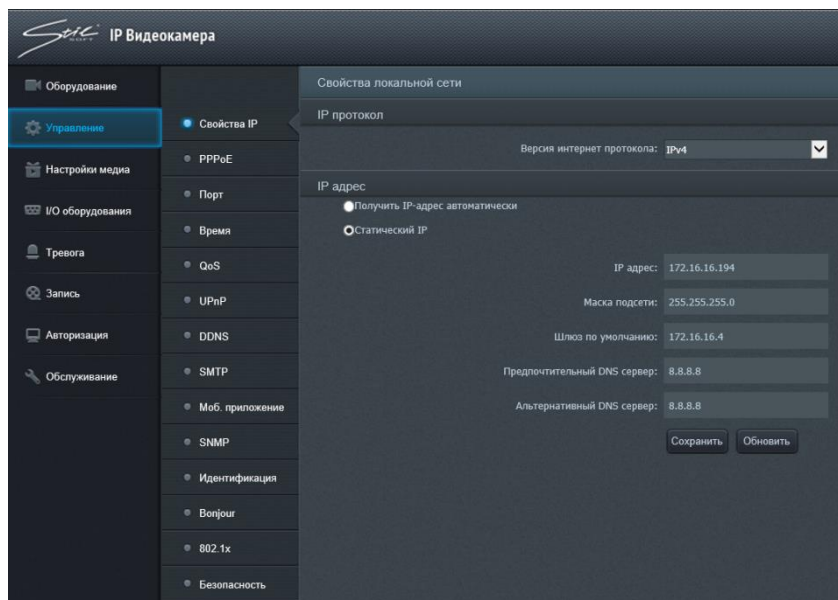 Stil SOFT IP Видеокамера
Оборудование
Управление
Настройки медиа
I/O оборудования
Тревога
Запись
Авторизация
Обслуживание
Свойства IP
PPPoE
Порт
Время
QoS
UPnP
DDNS
SMTP
Моб. приложение
SNMP
Идентификация
Bonjour
802.1x
Безопасность
Свойства локальной сети
IP протокол
Версия интернет протокола: IPv4
IP адрес
Получить IP-адрес автоматически
Статический IP
IP адрес: 172.16.16.194
Маска подсети: 255.255.255.0
Шлюз по умолчанию: 172.16.16.4
Предпочтительный DNS сервер: 8.8.8.8
Альтернативный DNS сервер: 8.8.8.8
Сохранить Обновить